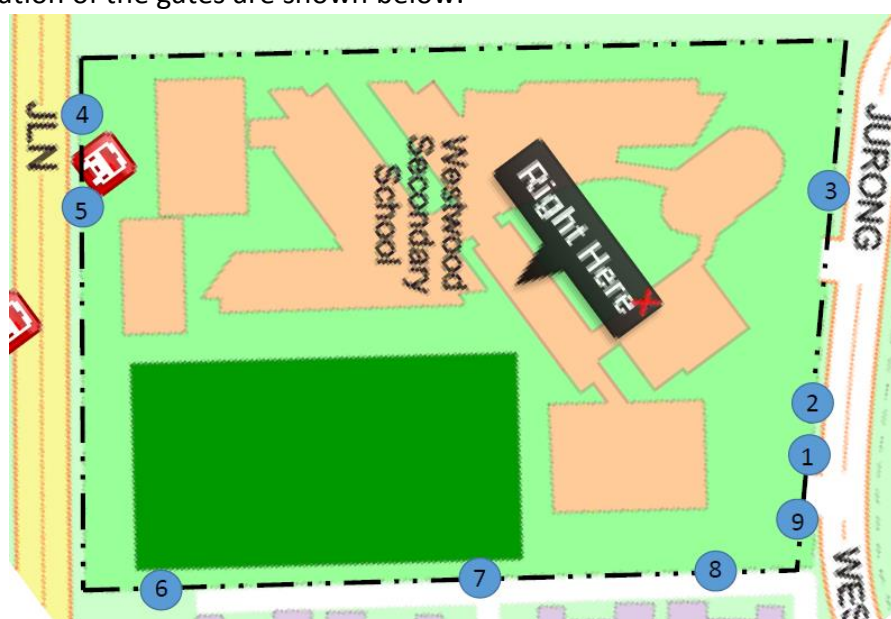 ation of the gates are shown below:
JLN
4
5
Westwood
Secondary
School
Right Here
X
JURONG
3
2
1
9
WES
6
7
8